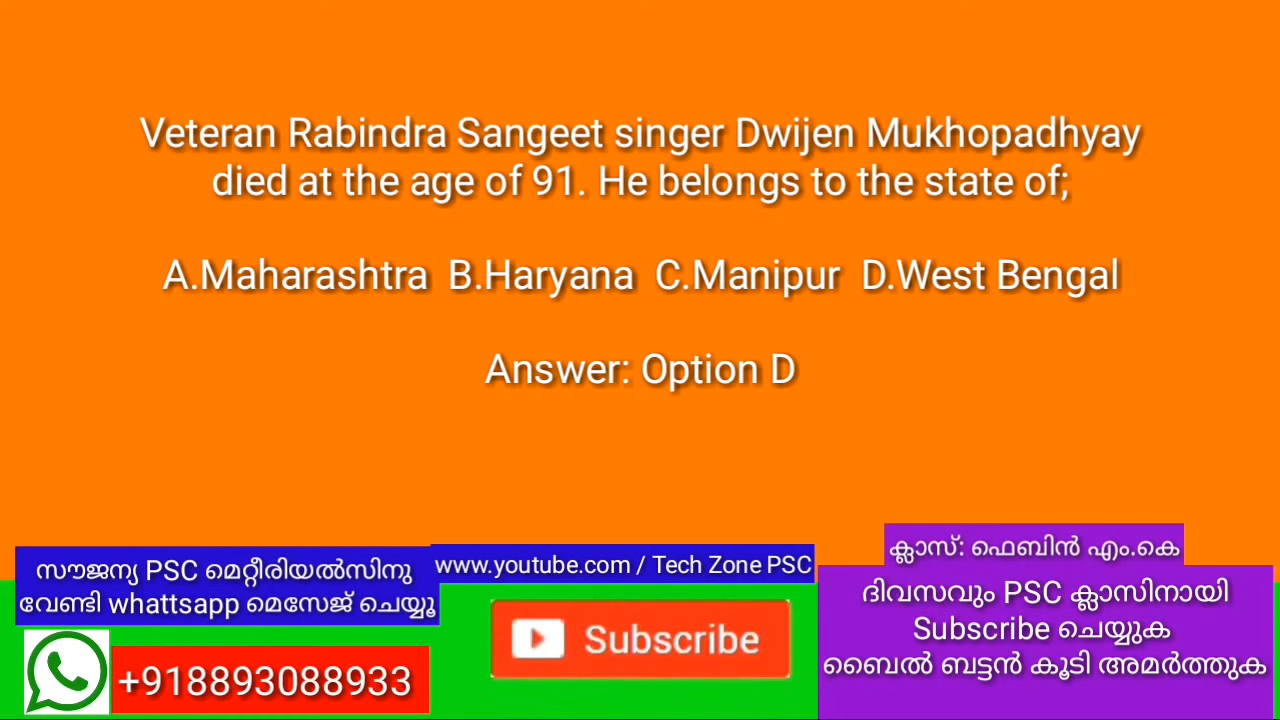 Veteran Rabindra Sangeet singer Dwijen Mukhopadhyay
died at the age of 91. He belongs to the state of;
A.Maharashtra B.Haryana C.Manipur D.West Bengal
Answer: Option D
സൗജന്യ PSC മെറ്റീരിയൽസിനു
വേണ്ടി whattsapp മെസേജ് ചെയ്യൂ
+918893088933
www.youtube.com / Tech Zone PSC
Subscribe
ക്ലാസ്: ഫെബിൻ എം.കെ
ദിവസവും PSC ക്ലാസിനായി
Subscribe ചെയ്യുക
ബൈൽ ബട്ടൻ കൂടി അമർത്തുക